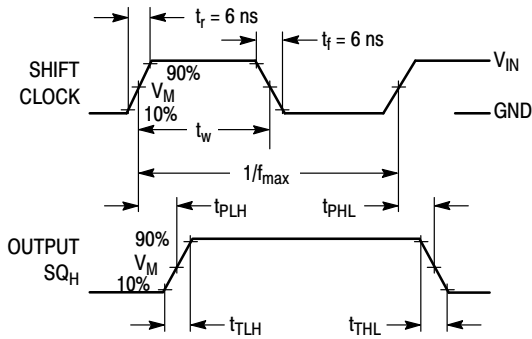 t_r = 6 ns
t_f = 6 ns
SHIFT
CLOCK
90%
V_M
10%
V_IN
GND
t_w
1/f_max
t_PLH
t_PHL
OUTPUT
SQ_H
90%
V_M
10%
t_TLH
t_THL